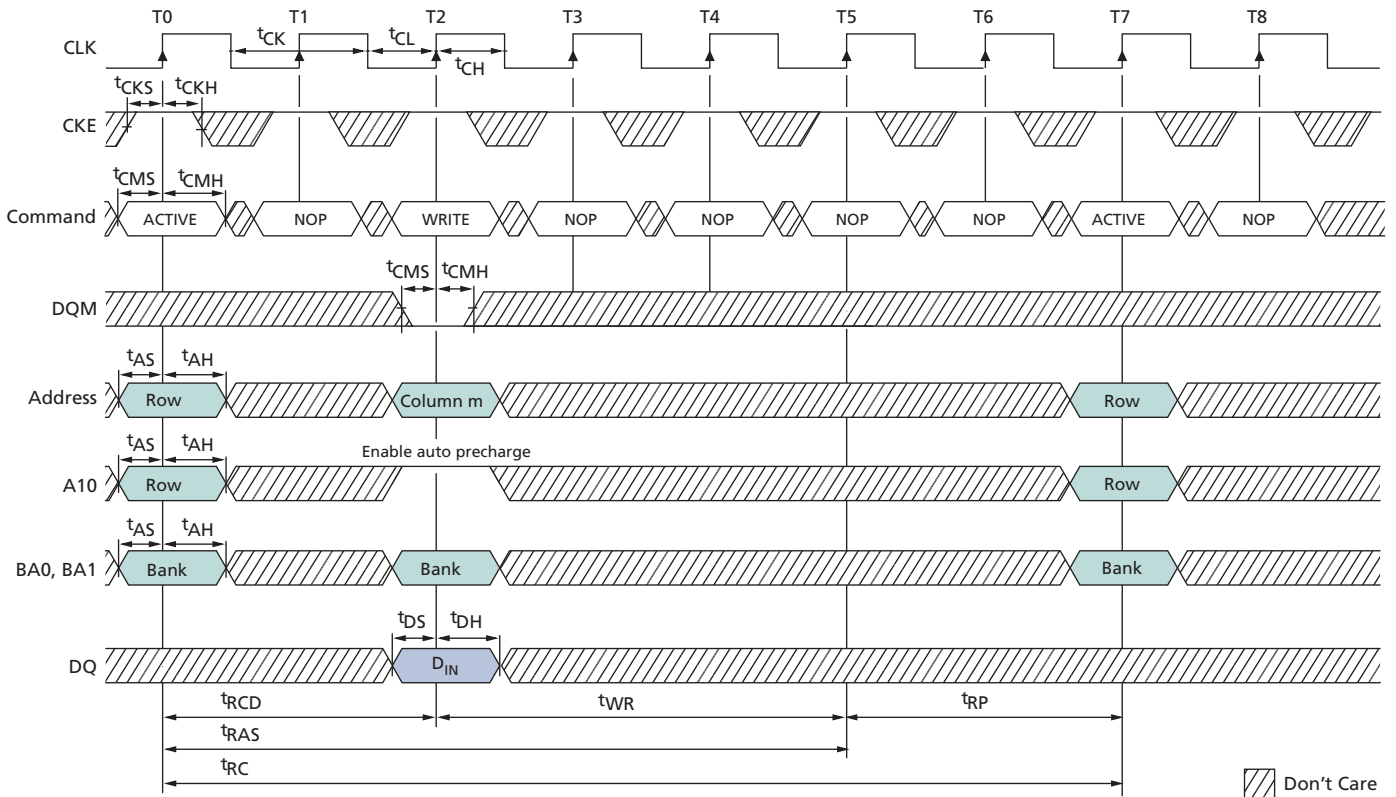 T0 T1 T2 T3 T4 T5 T6 T7 T8
CLK
tCK tCL
tCH
tCKS tCKH
CKE
tCMS tCMH
Command ACTIVE NOP WRITE NOP NOP NOP NOP ACTIVE NOP
tCMS tCMH
DQM
tAS tAH
Address Row Column m Row
tAS tAH Enable auto precharge
A10 Row Row
tAS tAH
BA0, BA1 Bank Bank Bank
tDS tDH
DQ DIN
tRCD tWR tRP
tRAS
tRC
Don't Care